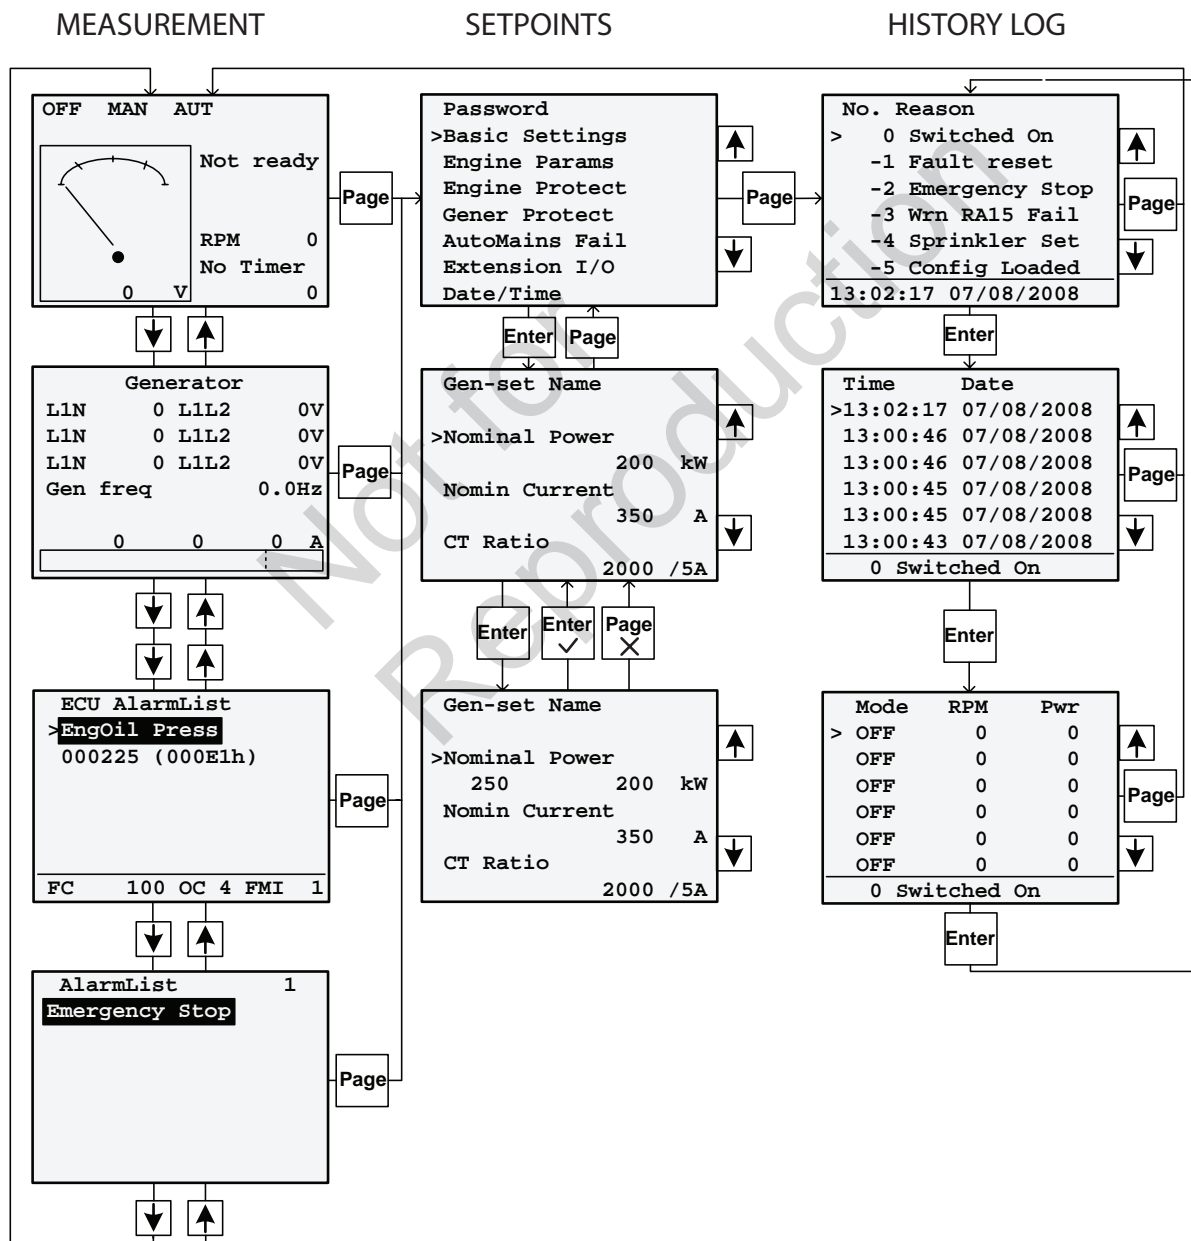 MEASUREMENT
SETPOINTS
HISTORY LOG
OFF MAN AUT
Not ready
RPM 0
No Timer
0 V 0
Page
Generator
L1N 0 L1L2 0V
L1N 0 L1L2 0V
L1N 0 L1L2 0V
Gen freq 0.0Hz
0 0 0 A
Page
ECU AlarmList
>EngOil Press
000225 (000E1h)
FC 100 OC 4 FMI 1
Page
AlarmList 1
Emergency Stop
Page
Password
>Basic Settings
Engine Params
Engine Protect
Gener Protect
AutoMains Fail
Extension I/O
Date/Time
Page
Enter
Page
Gen-set Name
>Nominal Power
200 kW
Nomin Current
350 A
CT Ratio
2000 /5A
Enter
Enter
Page
Gen-set Name
>Nominal Power
250 200 kW
Nomin Current
350 A
CT Ratio
2000 /5A
No. Reason
> 0 Switched On
-1 Fault reset
-2 Emergency Stop
-3 Wrn RA15 Fail
-4 Sprinkler Set
-5 Config Loaded
13:02:17 07/08/2008
Page
Enter
Time Date
>13:02:17 07/08/2008
13:00:46 07/08/2008
13:00:46 07/08/2008
13:00:45 07/08/2008
13:00:45 07/08/2008
13:00:43 07/08/2008
0 Switched On
Page
Enter
Mode RPM Pwr
> OFF 0 0
OFF 0 0
OFF 0 0
OFF 0 0
OFF 0 0
OFF 0 0
0 Switched On
Page
Enter
Not for
Reproduction